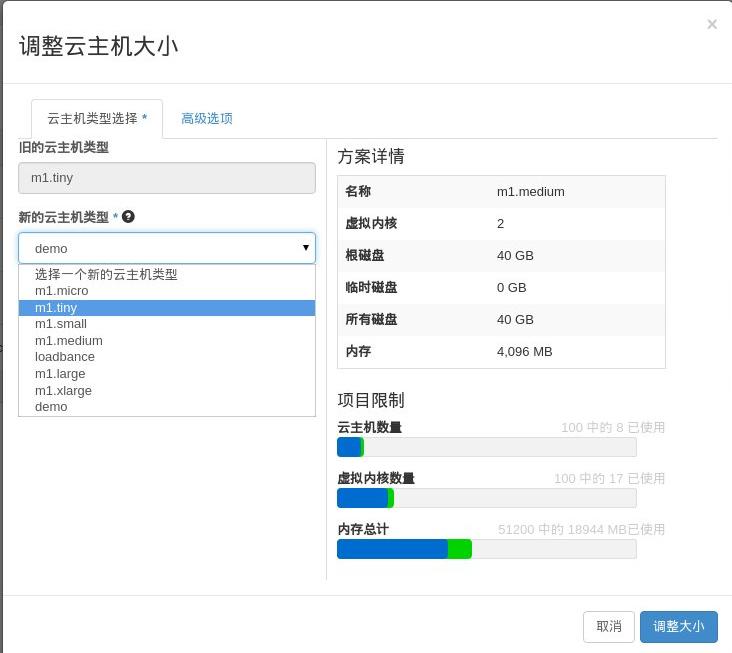 调整云主机大小
×
云主机类型选择 *
高级选项
旧的云主机类型
m1.tiny
新的云主机类型 * ?
demo
选择一个新的云主机类型
m1.micro
m1.tiny
m1.small
m1.medium
loadbance
m1.large
m1.xlarge
demo
方案详情
名称 m1.medium
虚拟内核 2
根磁盘 40 GB
临时磁盘 0 GB
所有磁盘 40 GB
内存 4,096 MB
项目限制
云主机数量 100 中的 8 已使用
虚拟内核数量 100 中的 17 已使用
内存总计 51200 中的 18944 MB已使用
取消
调整大小